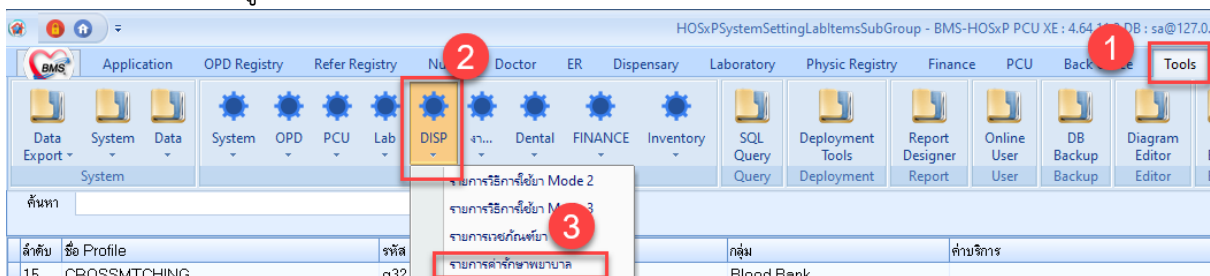 HOSxPSystemSettingLabItemsSubGroup - BMS-HOSxP PCU XE : 4.64 DB : sa@127.0.
1
2
BMS Application OPD Registry Refer Registry Doctor ER Dispensary Laboratory Physic Registry Finance PCU Tools
Data Export System Data System OPD PCU Lab DISP งา... Dental FINANCE Inventory SQL Query Deployment Tools Report Designer Online User DB Backup Diagram Editor
System Query Deployment Report User Backup Editor
รายการวิธีการใช้ยา Mode 2
ค้นหา
รายการวิธีการใช้ยา 3
รายการเวชภัณฑ์ยา
3
ลำดับ ชื่อ Profile รหัส กลุ่ม ค่าบริการ
รายการค่ารักษาพยาบาล
15 CROSSMTCHING g32 Blood Bank